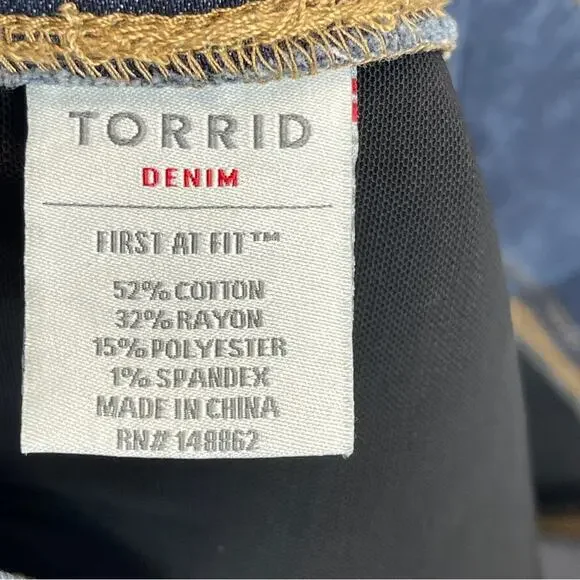 TORRID
DENIM
FIRST AT FIT™
52% COTTON
32% RAYON
15% POLYESTER
1% SPANDEX
MADE IN CHINA
RN# 148862